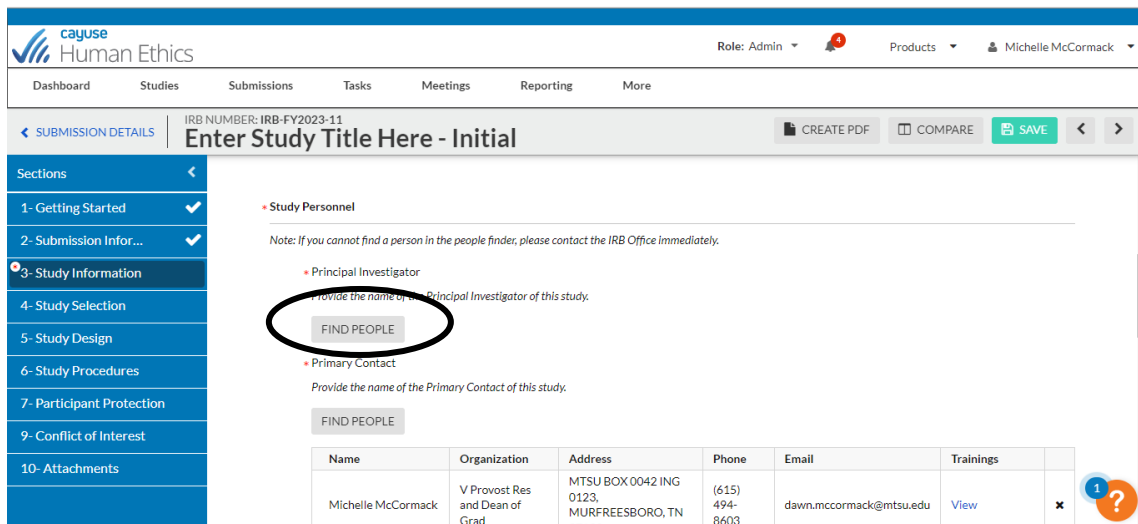 cayuse
Human Ethics
Role: Admin
4
Products
Michelle McCormack
Dashboard
Studies
Submissions
Tasks
Meetings
Reporting
More
SUBMISSION DETAILS
IRB NUMBER: IRB-FY2023-11
Enter Study Title Here - Initial
CREATE PDF
COMPARE
SAVE
Sections
1- Getting Started
2- Submission Infor...
3- Study Information
4- Study Selection
5- Study Design
6- Study Procedures
7- Participant Protection
9- Conflict of Interest
10- Attachments
* Study Personnel
Note: If you cannot find a person in the people finder, please contact the IRB Office immediately.
* Principal Investigator
Provide the name of the Principal Investigator of this study.
FIND PEOPLE
* Primary Contact
Provide the name of the Primary Contact of this study.
FIND PEOPLE
Name Organization Address Phone Email Trainings
Michelle McCormack
V Provost Res
and Dean of
Grad
MTSU BOX 0042 ING
0123,
MURFREESBORO, TN
(615)
494-
8603
dawn.mccormack@mtsu.edu
View
1
?